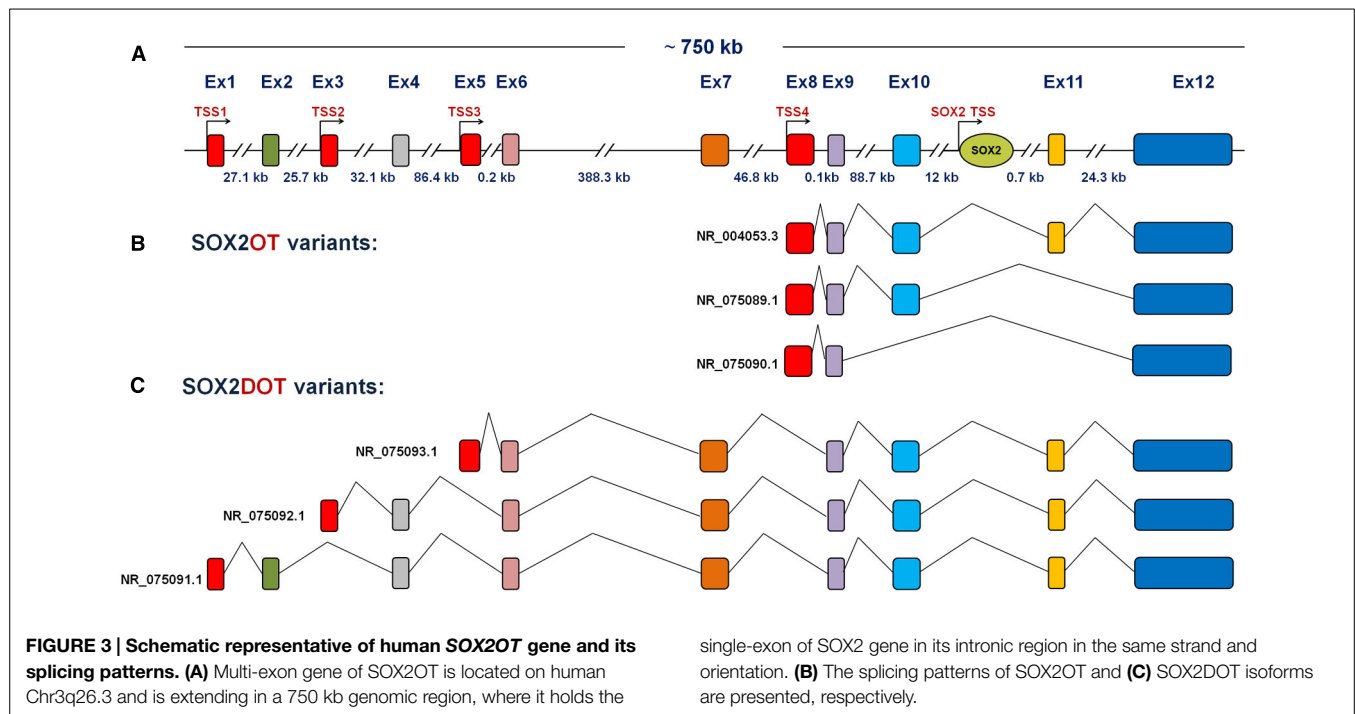 A
~ 750 kb
Ex1 Ex2 Ex3 Ex4 Ex5 Ex6 Ex7 Ex8 Ex9 Ex10 Ex11 Ex12
TSS1 TSS2 TSS3 TSS4 SOX2 TSS
SOX2
27.1 kb 25.7 kb 32.1 kb 86.4 kb 0.2 kb 388.3 kb 46.8 kb 0.1kb 88.7 kb 12 kb 0.7 kb 24.3 kb
B SOX2OT variants:
NR_004053.3
NR_075089.1
NR_075090.1
C SOX2DOT variants:
NR_075093.1
NR_075092.1
NR_075091.1
FIGURE 3 | Schematic representative of human SOX2OT gene and its
splicing patterns. (A) Multi-exon gene of SOX2OT is located on human
Chr3q26.3 and is extending in a 750 kb genomic region, where it holds the
single-exon of SOX2 gene in its intronic region in the same strand and
orientation. (B) The splicing patterns of SOX2OT and (C) SOX2DOT isoforms
are presented, respectively.